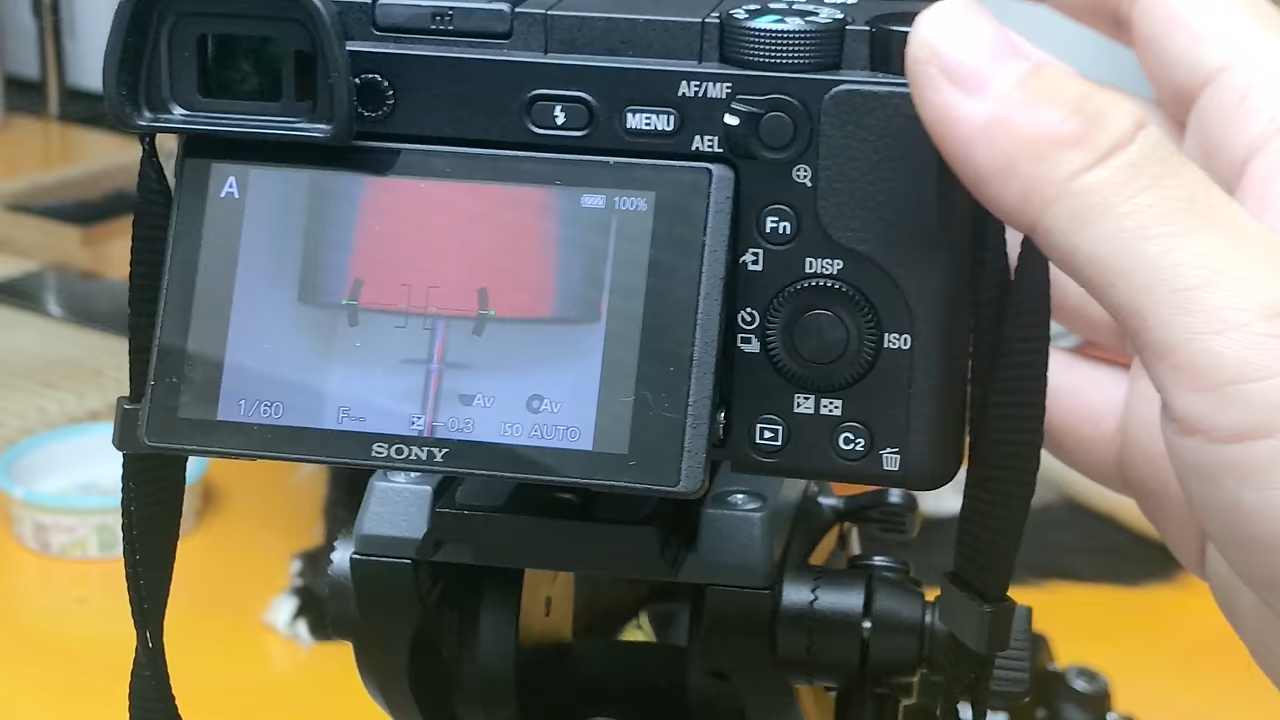 AF/MF
MENU
AEL
A
100%
Fn
DISP
ISO
Av
Av
1/60
F--
-0.3
ISO AUTO
C2
SONY